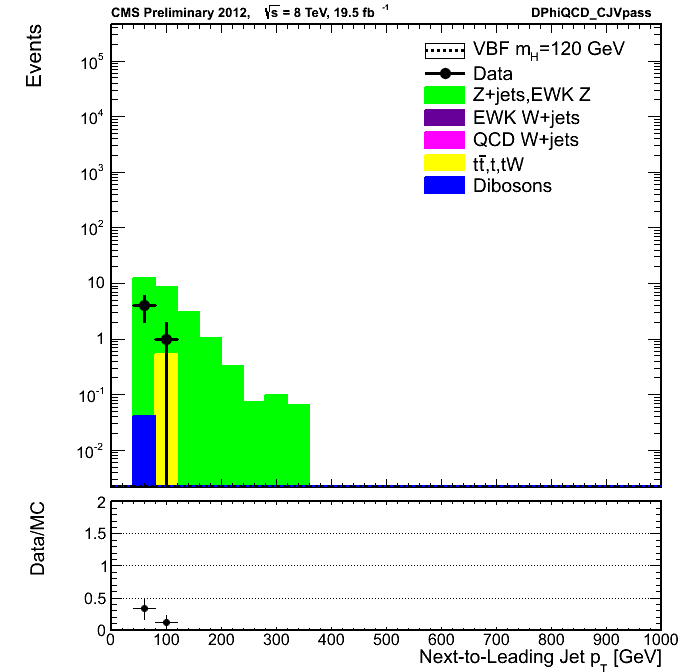 CMS Preliminary 2012, √s = 8 TeV, 19.5 fb⁻¹ DPhiQCD_CJVpass
Events
VBF m_H=120 GeV
Data
Z+jets,EWK Z
EWK W+jets
QCD W+jets
tt̅,t,tW
Dibosons
10⁵
10⁴
10³
10²
10
1
10⁻¹
10⁻²
Data/MC
2
1.5
1
0.5
0
0 100 200 300 400 500 600 700 800 900 1000
Next-to-Leading Jet p_T [GeV]